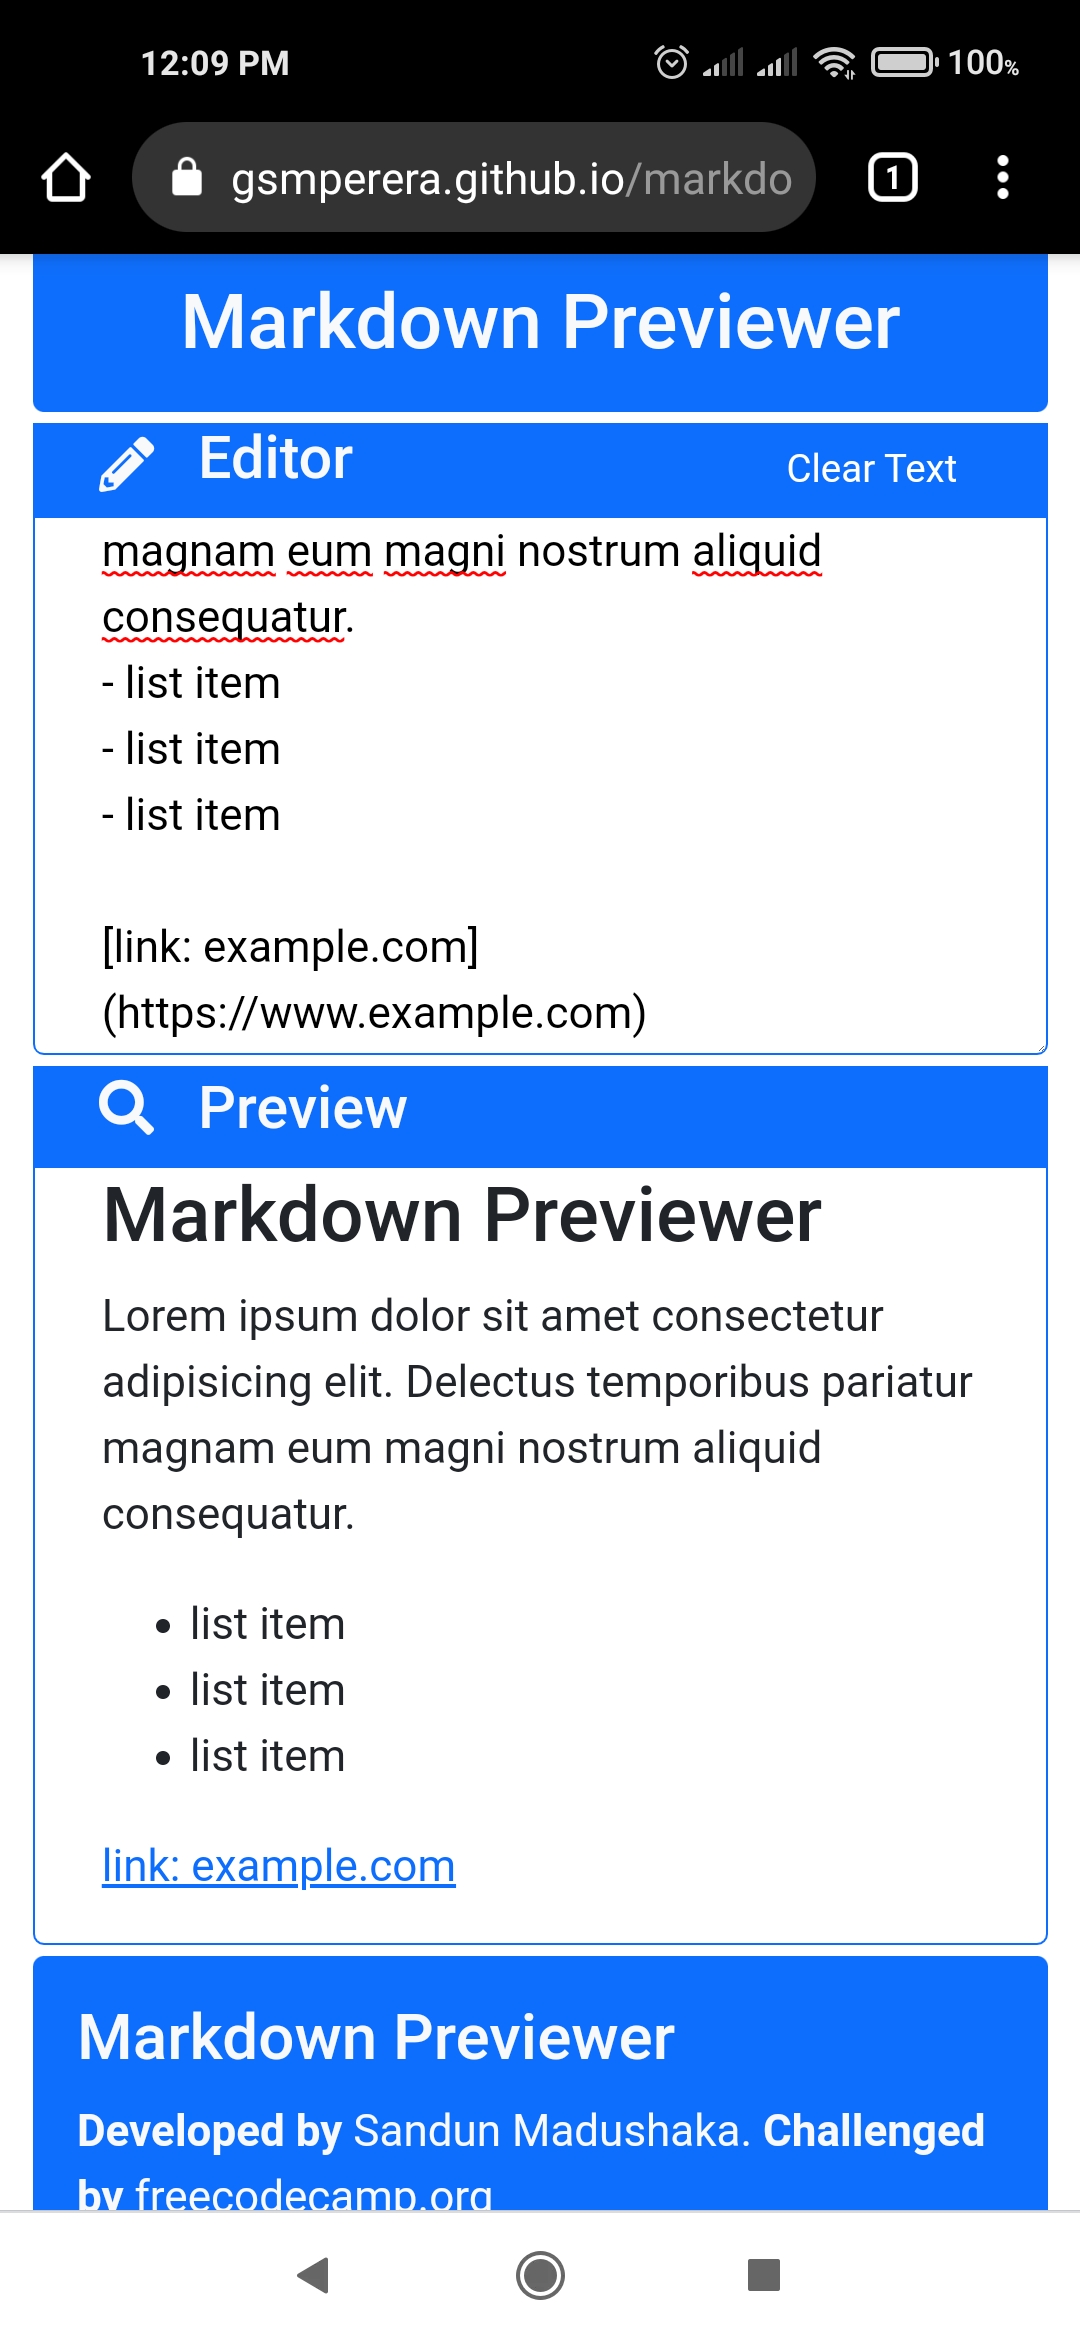 12:09 PM
100%
gsmperera.github.io/markdo
1
Markdown Previewer
Editor
Clear Text
magnam eum magni nostrum aliquid
consequatur.
- list item
- list item
- list item
[link: example.com]
(https://www.example.com)
Preview
Markdown Previewer
Lorem ipsum dolor sit amet consectetur
adipisicing elit. Delectus temporibus pariatur
magnam eum magni nostrum aliquid
consequatur.
• list item
• list item
• list item
link: example.com
Markdown Previewer
Developed by Sandun Madushaka. Challenged
by freecodecamp.org